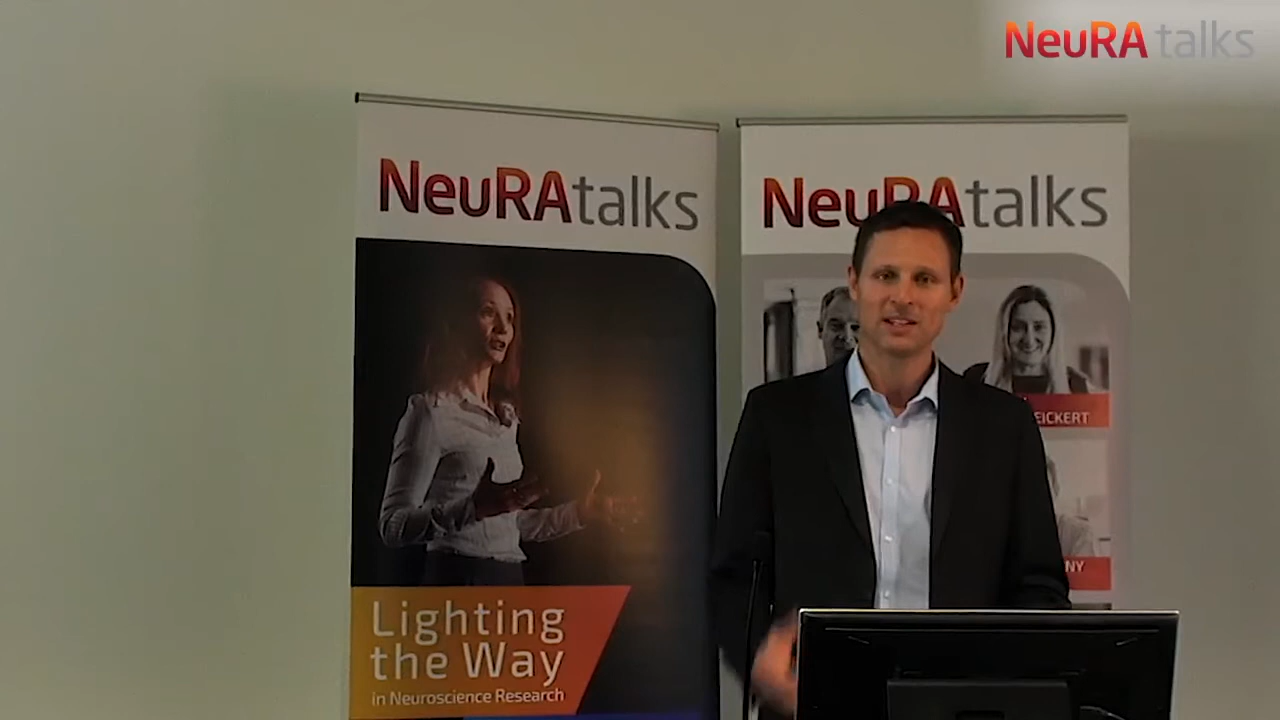 NeuRA talks
NeuRAtalks
Lighting
the Way
in Neuroscience Research
NeuRAtalks
EICKERT
NY